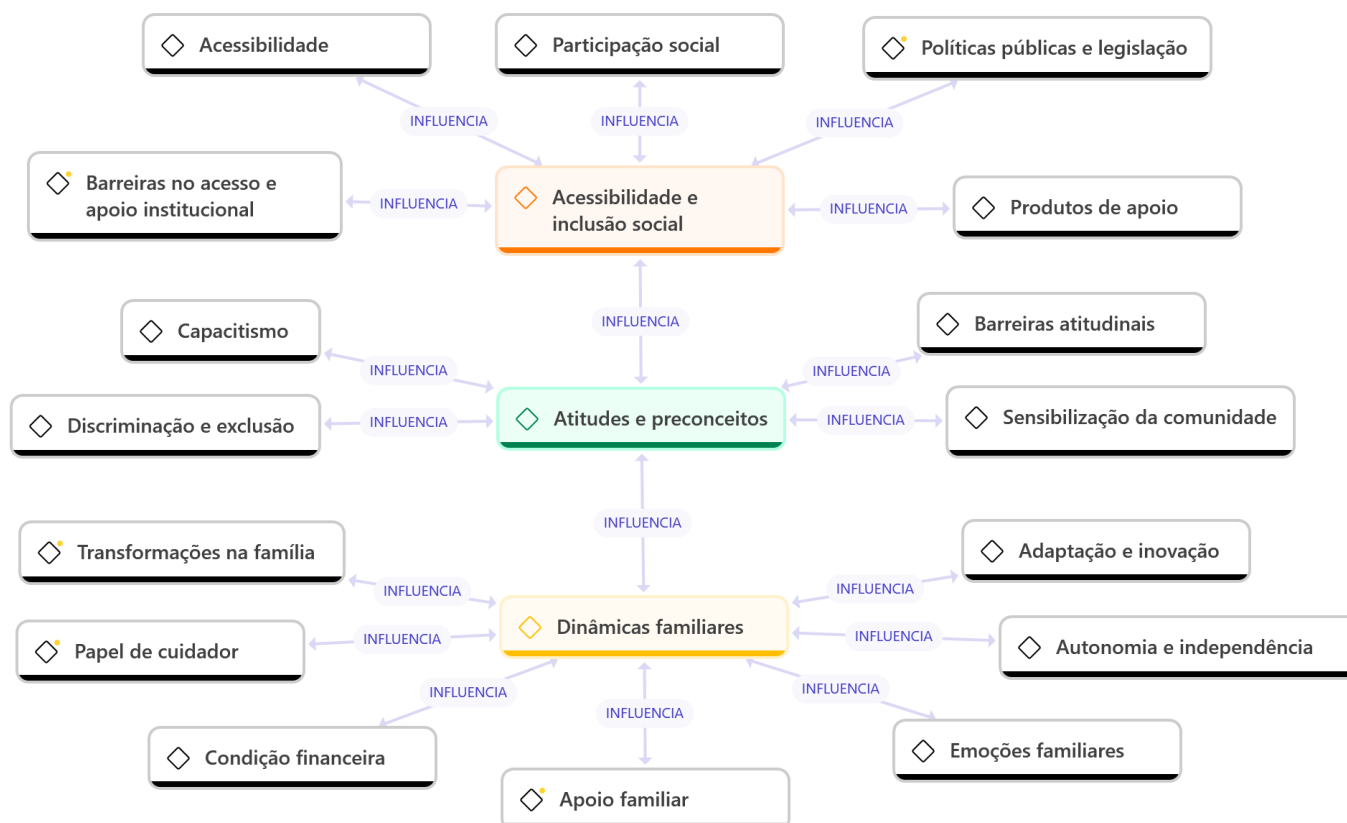 Acessibilidade
Participação social
Políticas públicas e legislação
INFLUENCIA
INFLUENCIA
INFLUENCIA
Barreiras no acesso e
apoio institucional
INFLUENCIA
Acessibilidade e
inclusão social
INFLUENCIA
Produtos de apoio
INFLUENCIA
Capacitismo
Barreiras atitudinais
INFLUENCIA
INFLUENCIA
Discriminação e exclusão
INFLUENCIA
Atitudes e preconceitos
INFLUENCIA
Sensibilização da comunidade
INFLUENCIA
Transformações na família
Adaptação e inovação
INFLUENCIA
INFLUENCIA
Papel de cuidador
INFLUENCIA
Dinâmicas familiares
INFLUENCIA
Autonomia e independência
INFLUENCIA
INFLUENCIA
INFLUENCIA
Condição financeira
Apoio familiar
Emoções familiares